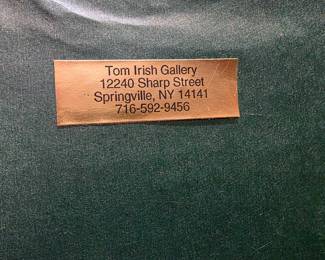 Tom Irish Gallery
12240 Sharp Street
Springville, NY 14141
716-592-9456